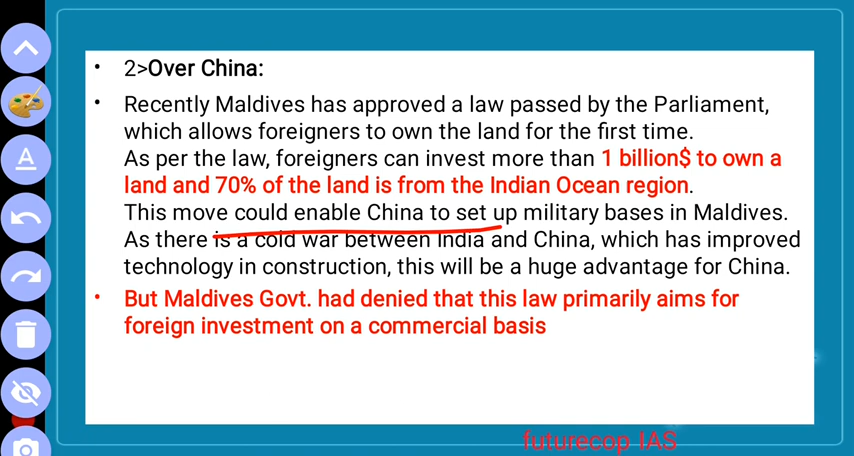 • 2>Over China:
• Recently Maldives has approved a law passed by the Parliament,
which allows foreigners to own the land for the first time.
As per the law, foreigners can invest more than 1 billion$ to own a
land and 70% of the land is from the Indian Ocean region.
This move could enable China to set up military bases in Maldives.
As there is a cold war between India and China, which has improved
technology in construction, this will be a huge advantage for China.
• But Maldives Govt. had denied that this law primarily aims for
foreign investment on a commercial basis
futurecop IAS